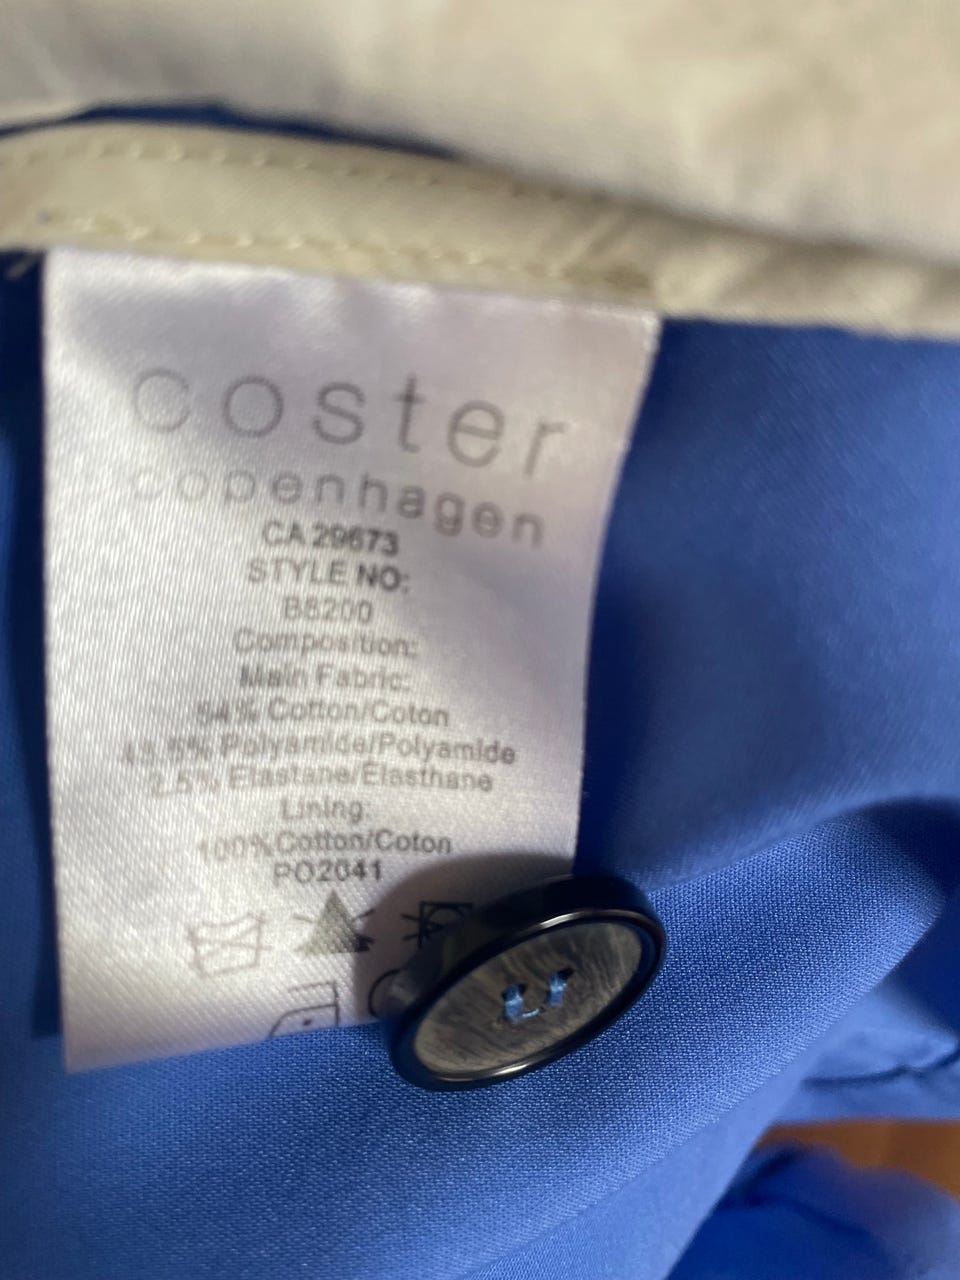 coster
copenhagen
CA 29673
STYLE NO:
B8200
Composition:
Main Fabric:
54% Cotton/Coton
43.5% Polyamide/Polyamide
2.5% Elastane/Elasthane
Lining:
100% Cotton/Coton
PO2041